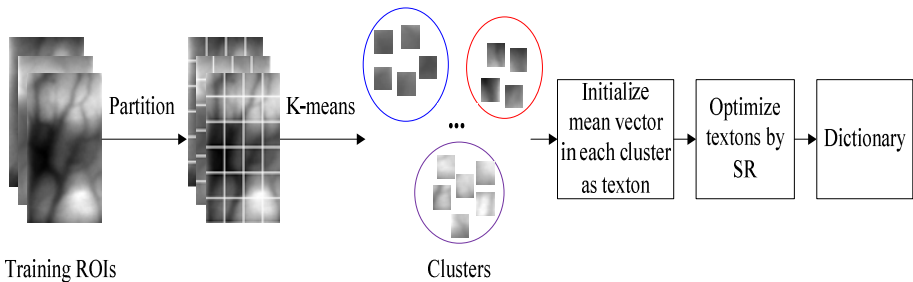 Partition
K-means
...
Initialize
mean vector
in each cluster
as texton
Optimize
textons by
SR
Dictionary
Training ROIs
Clusters